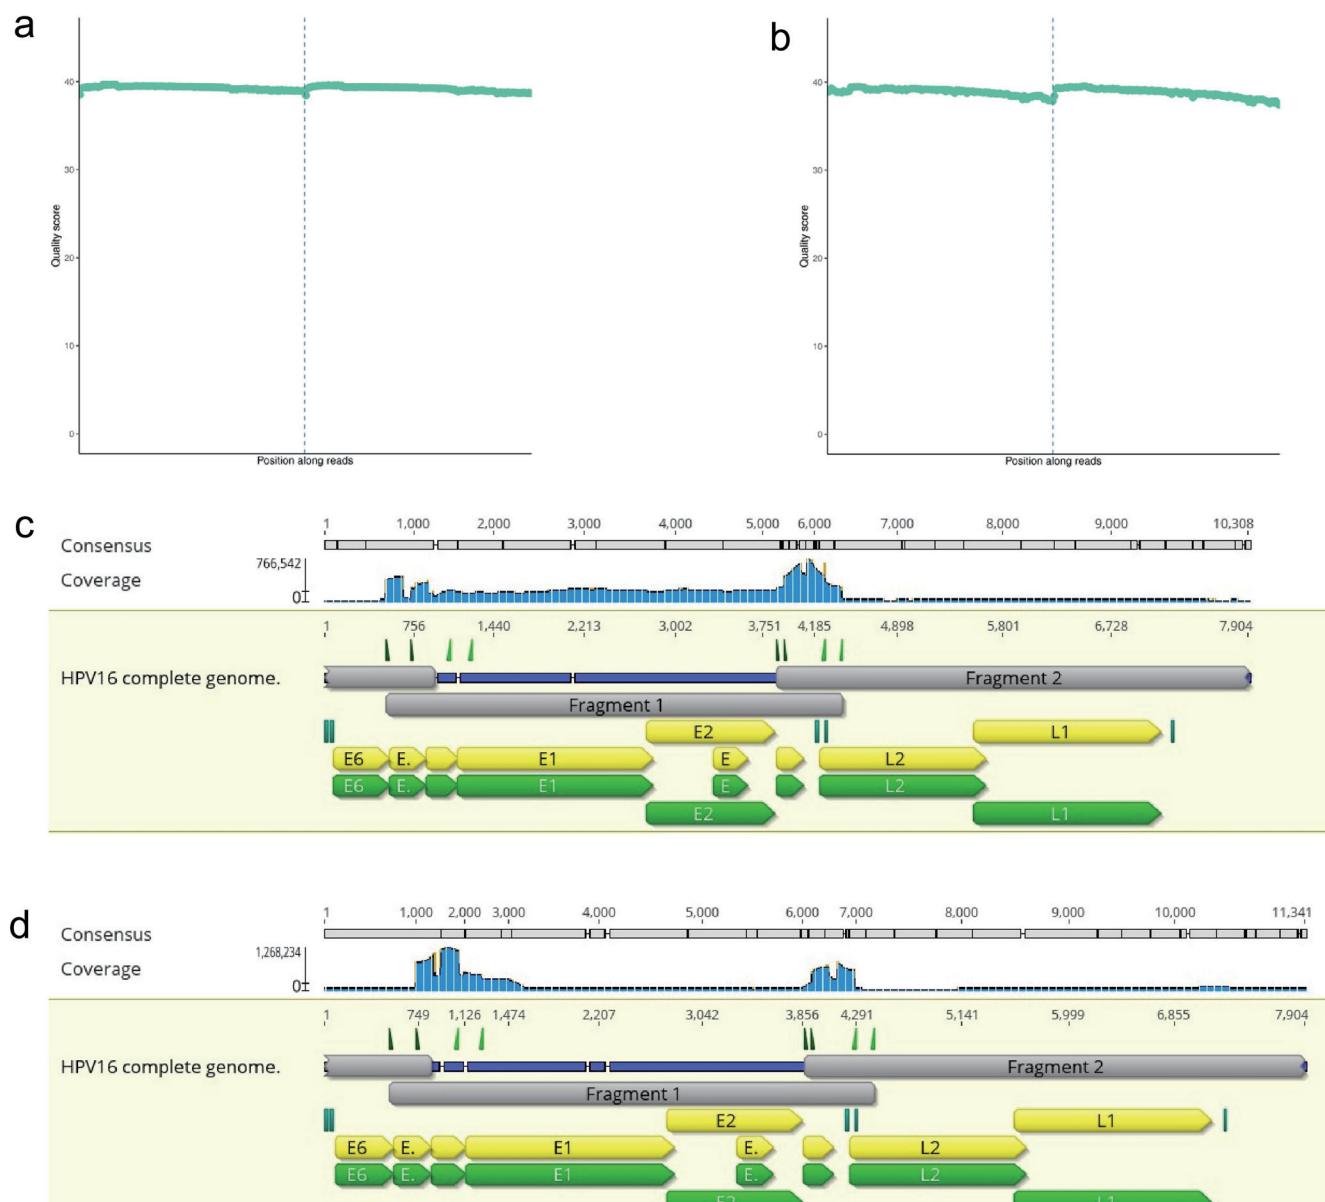 a
b
40
30
20
10
0
Quality score
Position along reads
40
30
20
10
0
Quality score
Position along reads
c
1 1,000 2,000 3,000 4,000 5,000 6,000 7,000 8,000 9,000 10,308
Consensus
766,542
Coverage
0
1 756 1,440 2,213 3,002 3,751 4,185 4,898 5,801 6,728 7,904
HPV16 complete genome.
Fragment 2
Fragment 1
E2 L1
E6 E. E1 E L2
E6 E. E1 E L2
E2 L1
d
1 1,000 2,000 3,000 4,000 5,000 6,000 7,000 8,000 9,000 10,000 11,341
Consensus
1,268,234
Coverage
0
1 749 1,126 1,474 2,207 3,042 3,856 4,291 5,141 5,999 6,855 7,904
HPV16 complete genome.
Fragment 2
Fragment 1
E2 L1
E6 E. E1 E. L2
E6 E. E1 E. L2
E2 L1